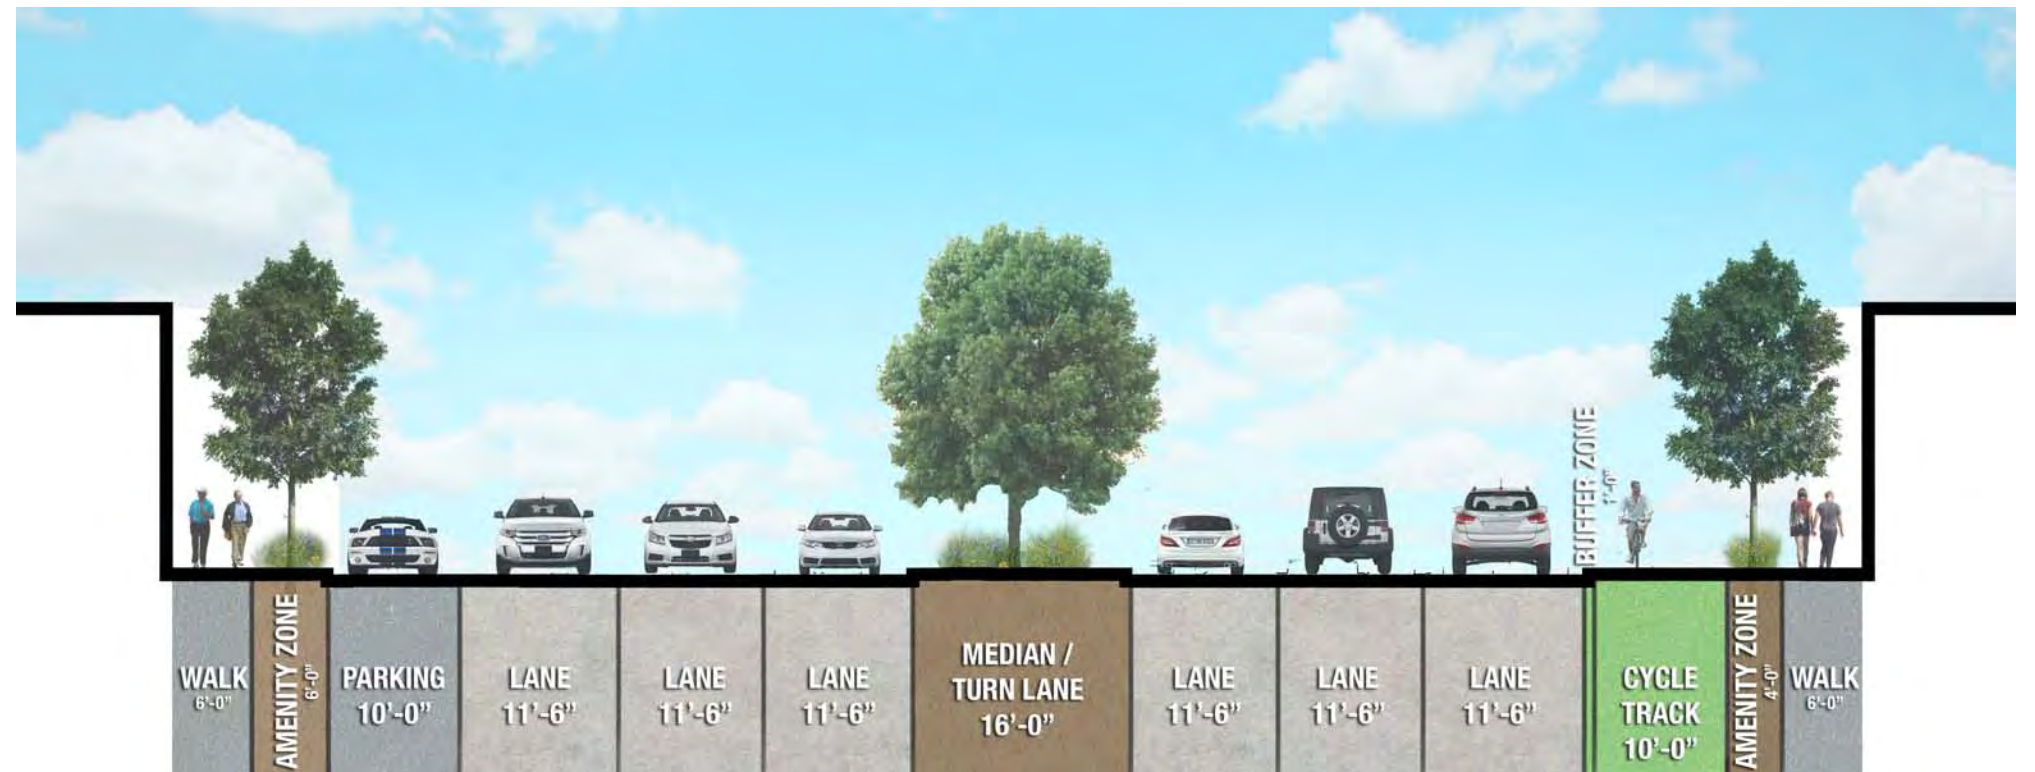 WALK
6'-0"
AMENITY ZONE
6'-0"
PARKING
10'-0"
LANE
11'-6"
LANE
11'-6"
LANE
11'-6"
MEDIAN /
TURN LANE
16'-0"
LANE
11'-6"
LANE
11'-6"
LANE
11'-6"
BUFFER ZONE
1'-0"
CYCLE
TRACK
10'-0"
AMENITY ZONE
4'-0"
WALK
6'-0"